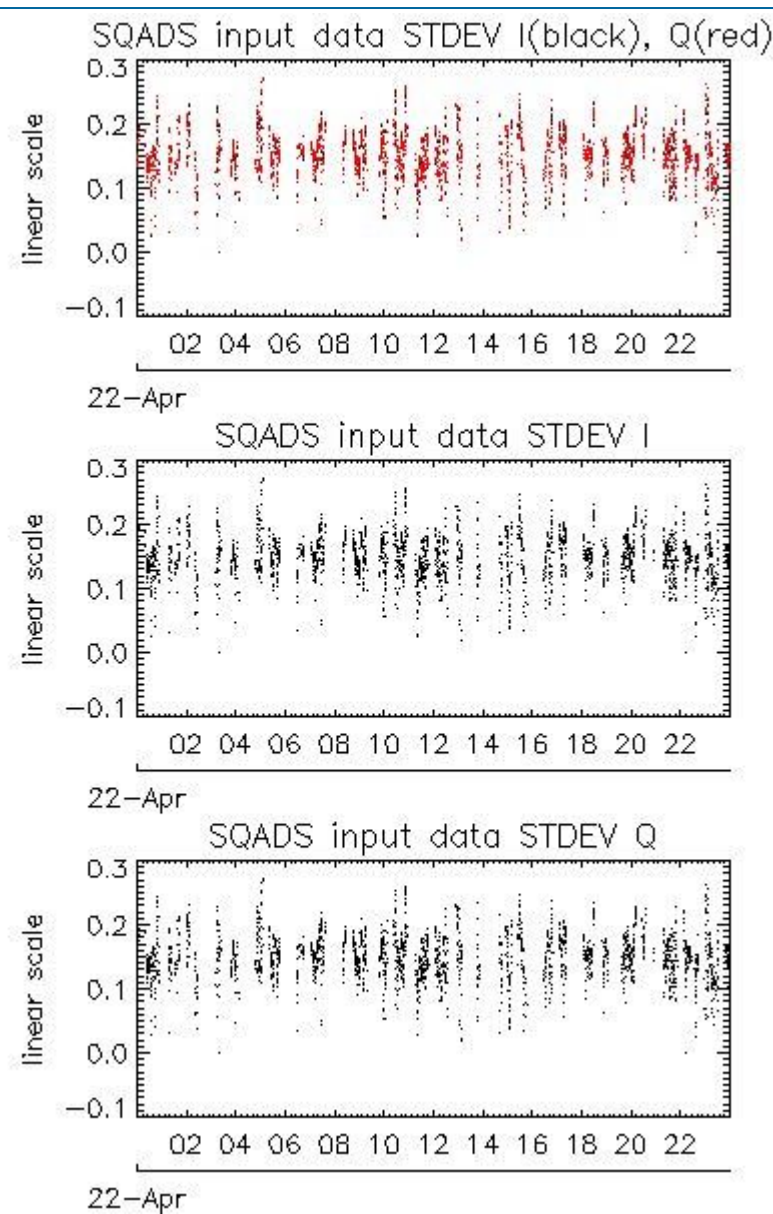 SQADS input data STDEV I(black), Q(red)
linear scale
0.3
0.2
0.1
0.0
-0.1
02 04 06 08 10 12 14 16 18 20 22
22-Apr
SQADS input data STDEV I
linear scale
0.3
0.2
0.1
0.0
-0.1
02 04 06 08 10 12 14 16 18 20 22
22-Apr
SQADS input data STDEV Q
linear scale
0.3
0.2
0.1
0.0
-0.1
02 04 06 08 10 12 14 16 18 20 22
22-Apr